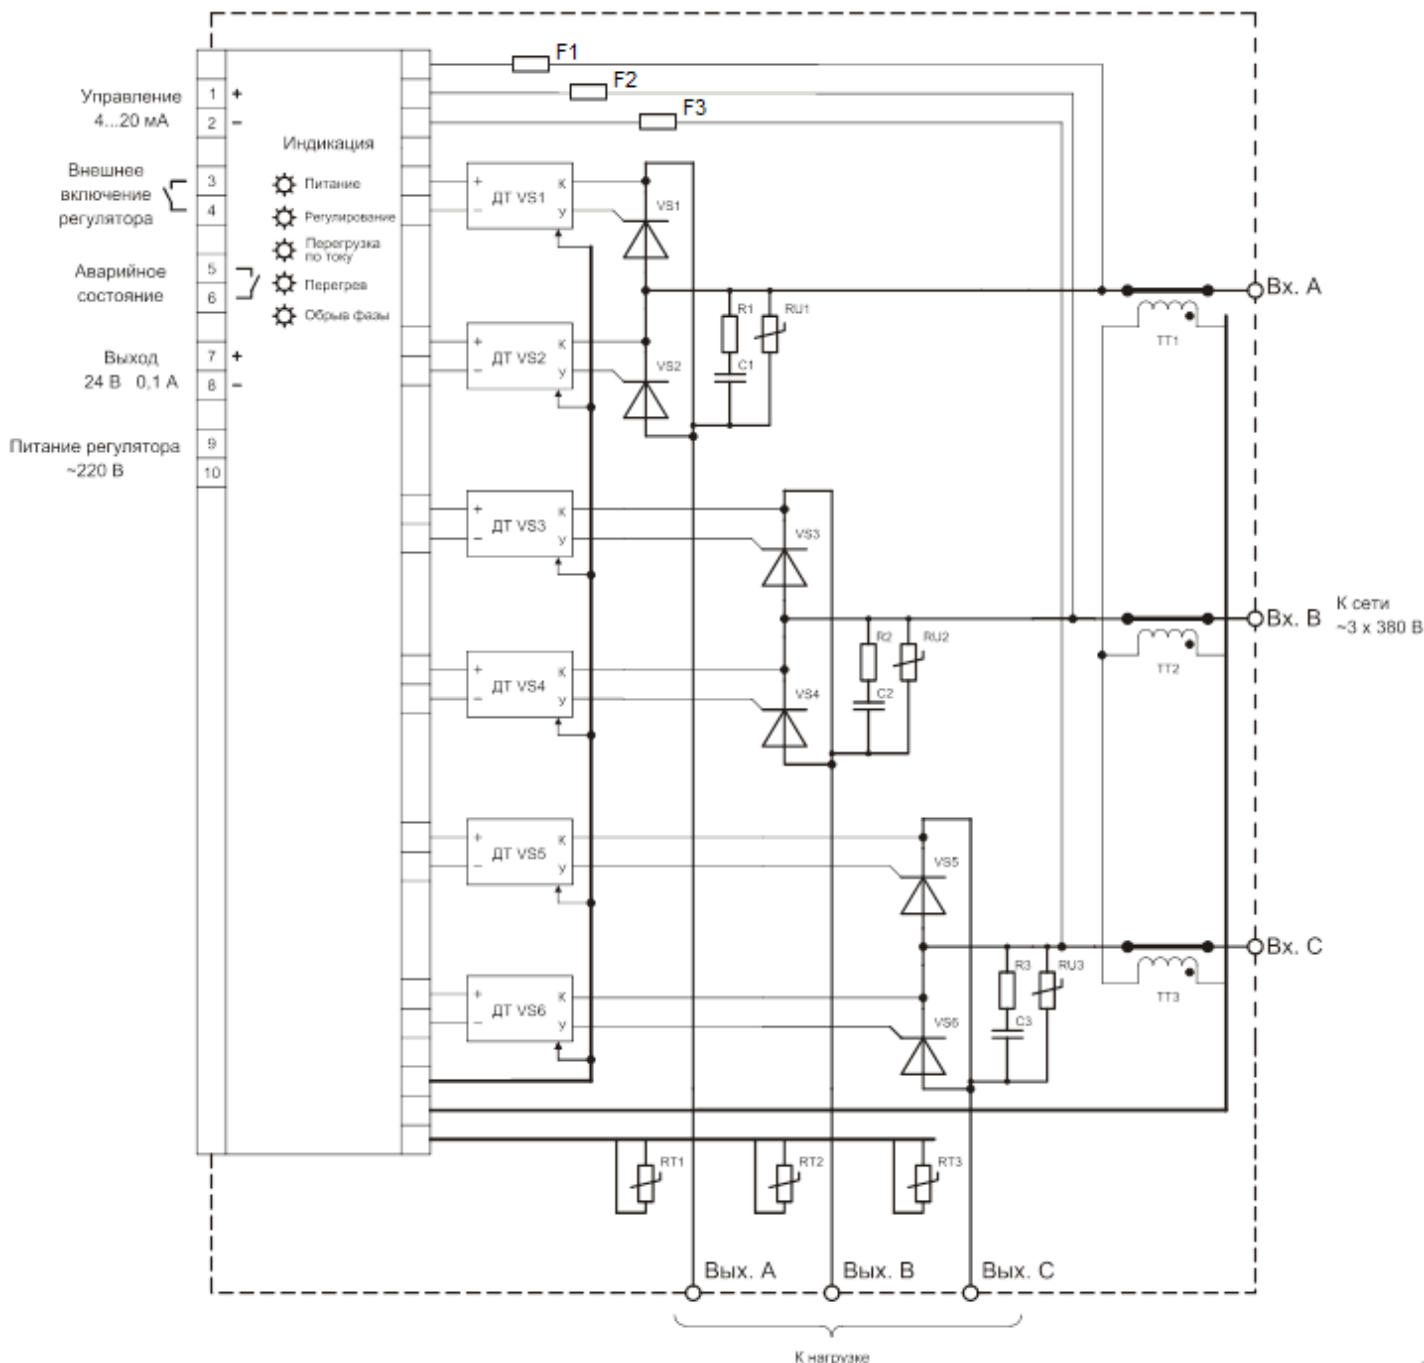 F1
F2
F3
Управление
4...20 мА
1 +
2 −
Внешнее
включение
регулятора
3
4
Аварийное
состояние
5
6
Выход
24 В 0,1 А
7 +
8 −
Питание регулятора
~220 В
9
10
Индикация
Питание
Регулирование
Перегрузка
по току
Перегрев
Обрыв фазы
+ ДТ VS1 К
− У
VS1
+ ДТ VS2 К
− У
VS2
R1
RU1
C1
Вх. А
ТТ1
+ ДТ VS3 К
− У
VS3
+ ДТ VS4 К
− У
VS4
R2
RU2
C2
Вх. В
ТТ2
К сети
~3 х 380 В
+ ДТ VS5 К
− У
VS5
+ ДТ VS6 К
− У
VS6
R3
RU3
C3
Вх. С
ТТ3
RT1
RT2
RT3
Вых. А
Вых. В
Вых. С
К нагрузке